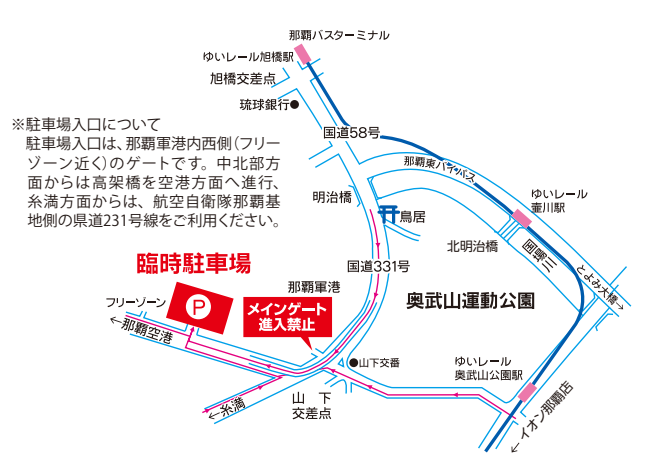 那覇バスターミナル
ゆいレール旭橋駅
旭橋交差点
琉球銀行●
※駐車場入口について
駐車場入口は、那覇軍港内西側(フリー
ゾーン近く)のゲートです。中北部方
面からは高架橋を空港方面へ進行、
糸満方面からは、航空自衛隊那覇基
地側の県道231号線をご利用ください。
国道58号
那覇東バイパス
明治橋
鳥居
ゆいレール
壷川駅
北明治橋
国場川
とよみ大橋→
臨時駐車場
国道331号
那覇軍港
奥武山運動公園
フリーゾーン
P
メインゲート
進入禁止
←那覇空港
●山下交番
ゆいレール
奥武山公園駅
←糸満
山下
交差点
←イオン那覇店